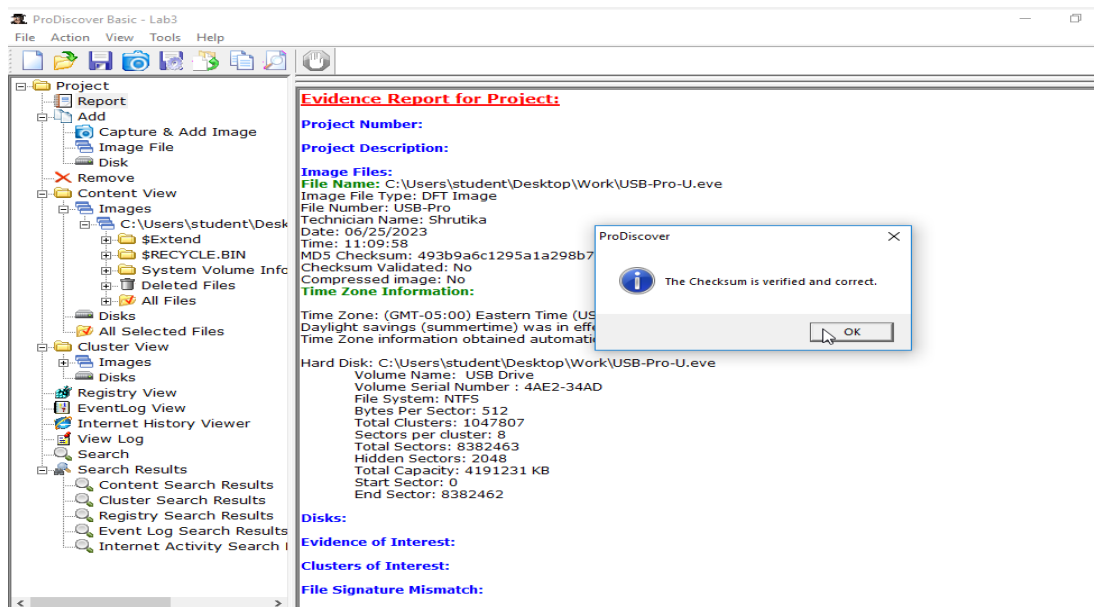 ProDiscover Basic - Lab3
File Action View Tools Help
Project
Report
Add
Capture & Add Image
Image File
Disk
Remove
Content View
Images
C:\Users\student\Desk
$Extend
$RECYCLE.BIN
System Volume Info
Deleted Files
All Files
Disks
All Selected Files
Cluster View
Images
Disks
Registry View
EventLog View
Internet History Viewer
View Log
Search
Search Results
Content Search Results
Cluster Search Results
Registry Search Results
Event Log Search Results
Internet Activity Search
Evidence Report for Project:
Project Number:
Project Description:
Image Files:
File Name: C:\Users\student\Desktop\Work\USB-Pro-U.eve
Image File Type: DFT Image
File Number: USB-Pro
Technician Name: Shrutika
Date: 06/25/2023
Time: 11:09:58
MD5 Checksum: 493b9a6c1295a1a298b7
Checksum Validated: No
Compressed image: No
Time Zone Information:
Time Zone: (GMT-05:00) Eastern Time (US
Daylight savings (summertime) was in eff
Time Zone information obtained automati
Hard Disk: C:\Users\student\Desktop\Work\USB-Pro-U.eve
Volume Name: USB Drive
Volume Serial Number : 4AE2-34AD
File System: NTFS
Bytes Per Sector: 512
Total Clusters: 1047807
Sectors per cluster: 8
Total Sectors: 8382463
Hidden Sectors: 2048
Total Capacity: 4191231 KB
Start Sector: 0
End Sector: 8382462
Disks:
Evidence of Interest:
Clusters of Interest:
File Signature Mismatch:
ProDiscover
The Checksum is verified and correct.
OK